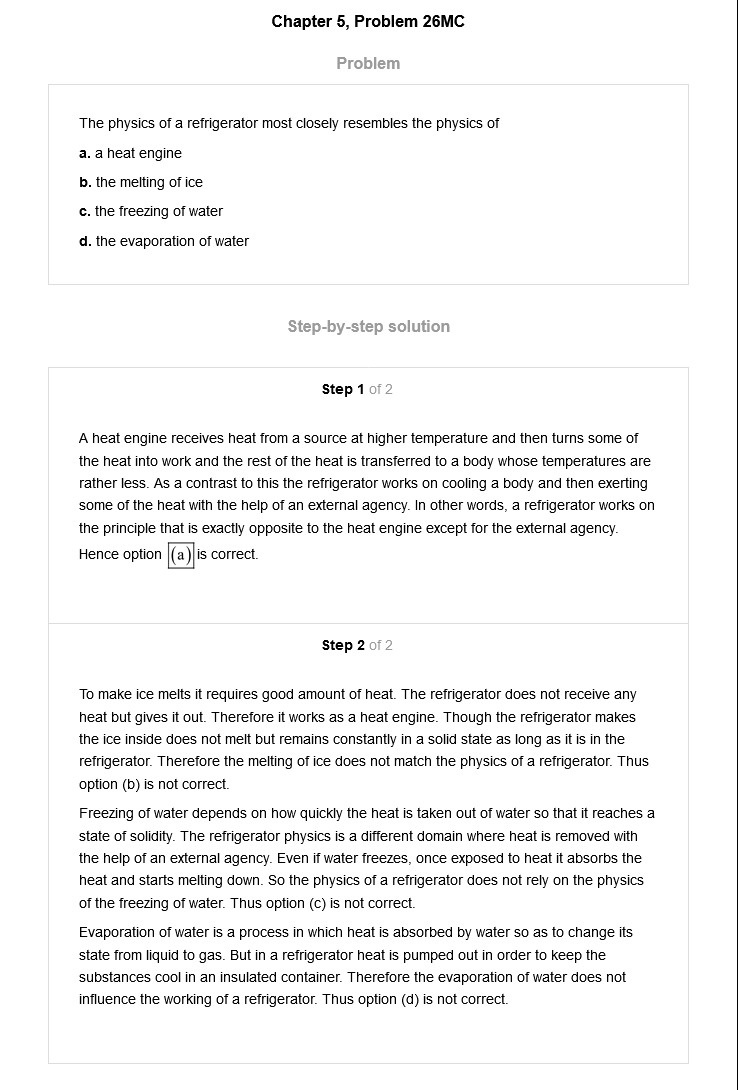 Chapter 5, Problem 26MC
Problem
The physics of a refrigerator most closely resembles the physics of
a. a heat engine
b. the melting of ice
c. the freezing of water
d. the evaporation of water
Step-by-step solution
Step 1 of 2
A heat engine receives heat from a source at higher temperature and then turns some of
the heat into work and the rest of the heat is transferred to a body whose temperatures are
rather less. As a contrast to this the refrigerator works on cooling a body and then exerting
some of the heat with the help of an external agency. In other words, a refrigerator works on
the principle that is exactly opposite to the heat engine except for the external agency.
Hence option (a) is correct.
Step 2 of 2
To make ice melts it requires good amount of heat. The refrigerator does not receive any
heat but gives it out. Therefore it works as a heat engine. Though the refrigerator makes
the ice inside does not melt but remains constantly in a solid state as long as it is in the
refrigerator. Therefore the melting of ice does not match the physics of a refrigerator. Thus
option (b) is not correct.
Freezing of water depends on how quickly the heat is taken out of water so that it reaches a
state of solidity. The refrigerator physics is a different domain where heat is removed with
the help of an external agency. Even if water freezes, once exposed to heat it absorbs the
heat and starts melting down. So the physics of a refrigerator does not rely on the physics
of the freezing of water. Thus option (c) is not correct.
Evaporation of water is a process in which heat is absorbed by water so as to change its
state from liquid to gas. But in a refrigerator heat is pumped out in order to keep the
substances cool in an insulated container. Therefore the evaporation of water does not
influence the working of a refrigerator. Thus option (d) is not correct.